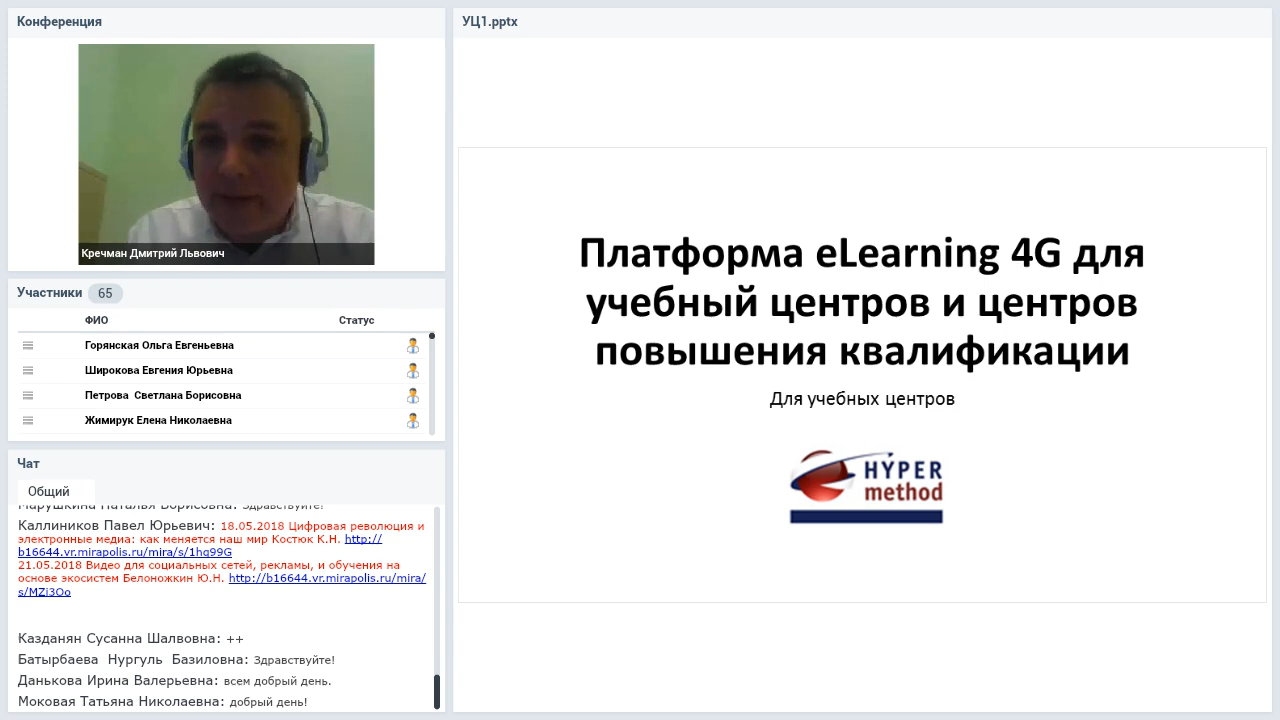 Конференция
Кречман Дмитрий Львович
Участники 65
ФИО Статус
Горянская Ольга Евгеньевна
Широкова Евгения Юрьевна
Петрова Светлана Борисовна
Жимирук Елена Николаевна
Чат
Общий
Марушкина Наталья Борисовна: Здравствуйте!
Каллиников Павел Юрьевич: 18.05.2018 Цифровая революция и
электронные медиа: как меняется наш мир Костюк К.Н. http://
b16644.vr.mirapolis.ru/mira/s/1hq99G
21.05.2018 Видео для социальных сетей, рекламы, и обучения на
основе экосистем Белоножкин Ю.Н. http://b16644.vr.mirapolis.ru/mira/
s/MZi3Oo
Казданян Сусанна Шалвовна: ++
Батырбаева Нургуль Базиловна: Здравствуйте!
Данькова Ирина Валерьевна: всем добрый день.
Моковая Татьяна Николаевна: добрый день!
УЦ1.pptx
Платформа eLearning 4G для
учебный центров и центров
повышения квалификации
Для учебных центров
HYPER
method